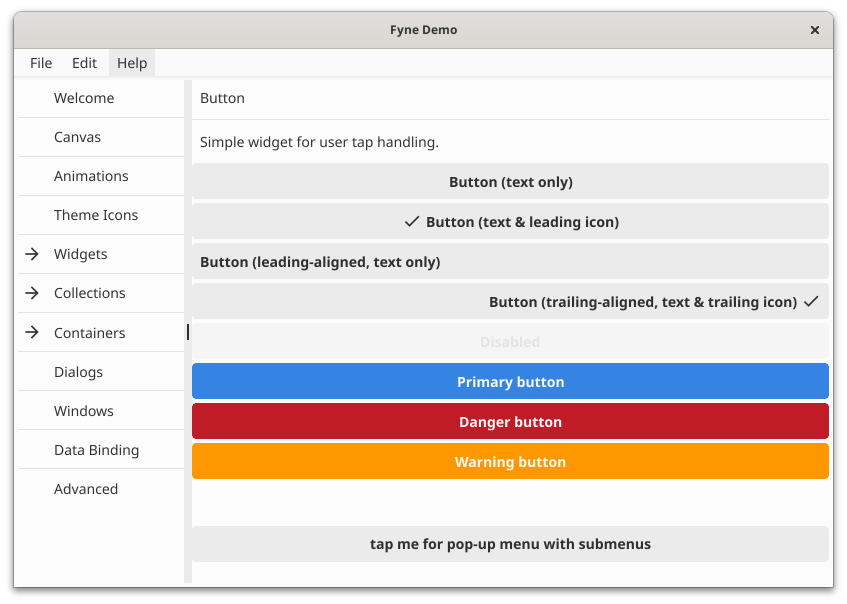 Fyne Demo
File Edit Help
Welcome
Canvas
Animations
Theme Icons
Widgets
Collections
Containers
Dialogs
Windows
Data Binding
Advanced
Button
Simple widget for user tap handling.
Button (text only)
Button (text & leading icon)
Button (leading-aligned, text only)
Button (trailing-aligned, text & trailing icon)
Disabled
Primary button
Danger button
Warning button
tap me for pop-up menu with submenus